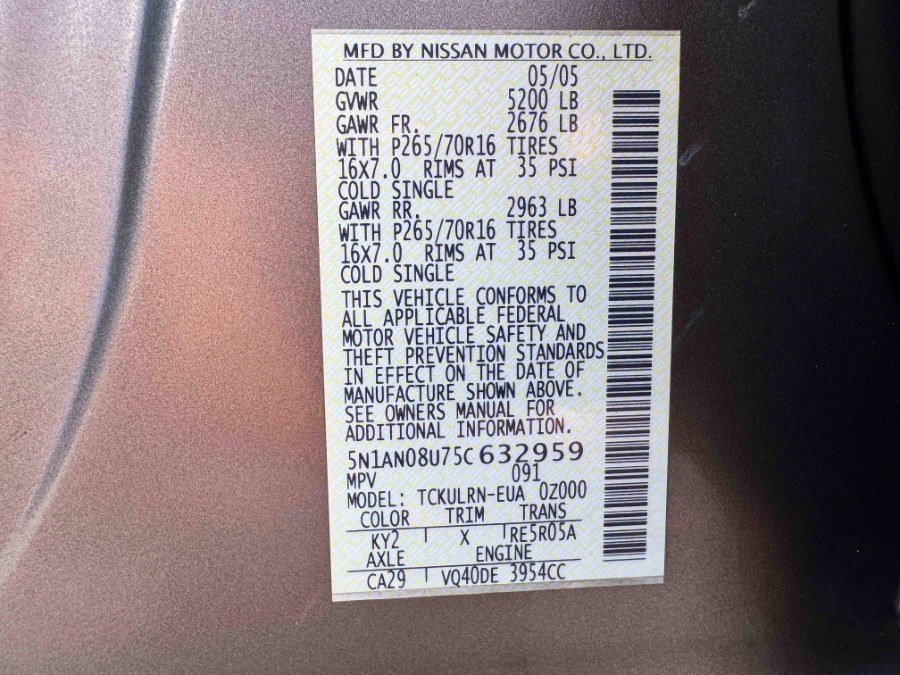 MFD BY NISSAN MOTOR CO., LTD.
DATE 05/05
GVWR 5200 LB
GAWR FR. 2676 LB
WITH P265/70R16 TIRES
16X7.0 RIMS AT 35 PSI
COLD SINGLE
GAWR RR. 2963 LB
WITH P265/70R16 TIRES
16X7.0 RIMS AT 35 PSI
COLD SINGLE
THIS VEHICLE CONFORMS TO
ALL APPLICABLE FEDERAL
MOTOR VEHICLE SAFETY AND
THEFT PREVENTION STANDARDS
IN EFFECT ON THE DATE OF
MANUFACTURE SHOWN ABOVE.
SEE OWNERS MANUAL FOR
ADDITIONAL INFORMATION.
5N1AN08U75C632959
MPV 091
MODEL: TCKULRN-EUA 0Z000
COLOR TRIM TRANS
KY2 X RE5R05A
AXLE ENGINE
CA29 VQ40DE 3954CC